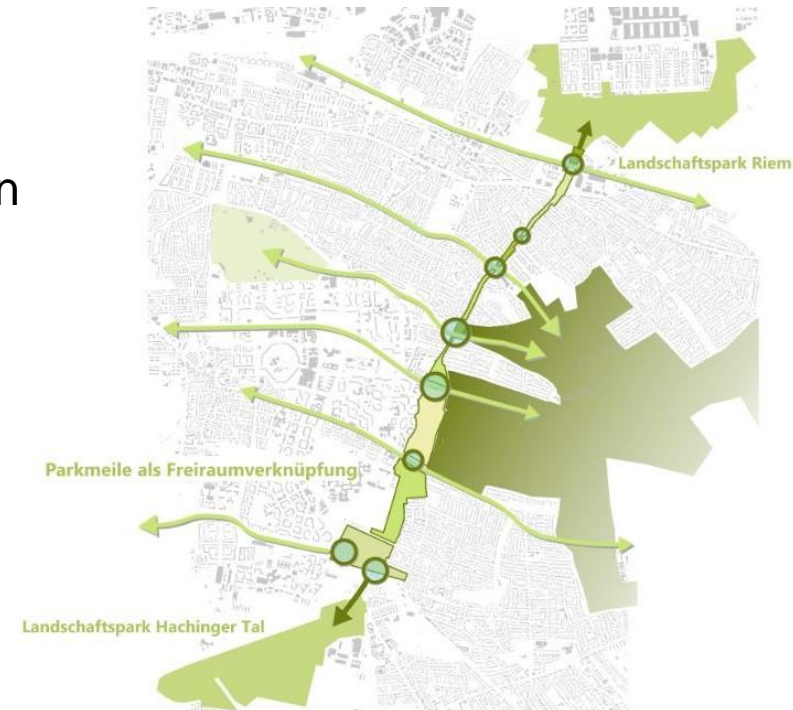 n
Landschaftspark Riem
Parkmeile als Freiraumverknüpfung
Landschaftspark Hachinger Tal